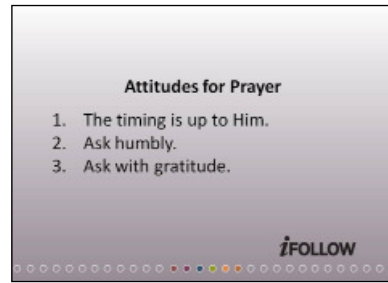 Attitudes for Prayer
1. The timing is up to Him.
2. Ask humbly.
3. Ask with gratitude.
iFOLLOW